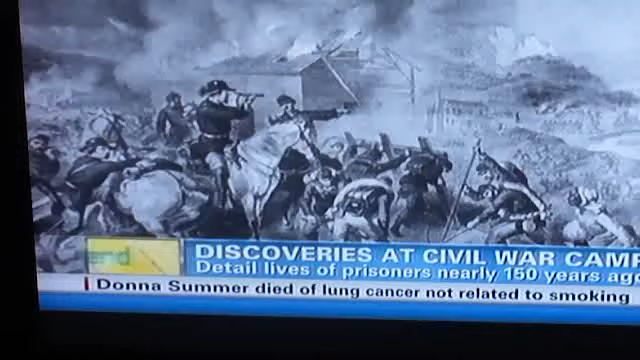 DISCOVERIES AT CIVIL WAR CAMP
Detail lives of prisoners nearly 150 years ago
Donna Summer died of lung cancer not related to smoking